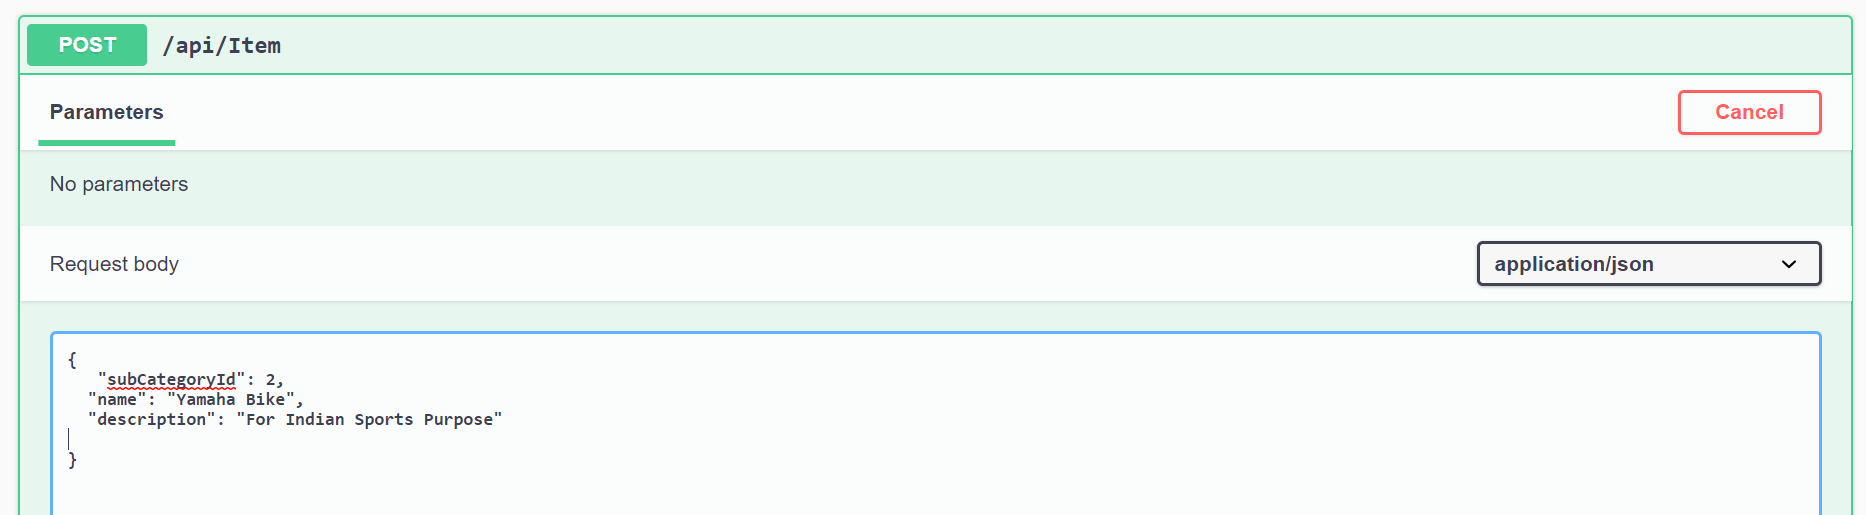 POST /api/Item
Parameters Cancel
No parameters
Request body application/json
{
"subCategoryId": 2,
"name": "Yamaha Bike",
"description": "For Indian Sports Purpose"
}